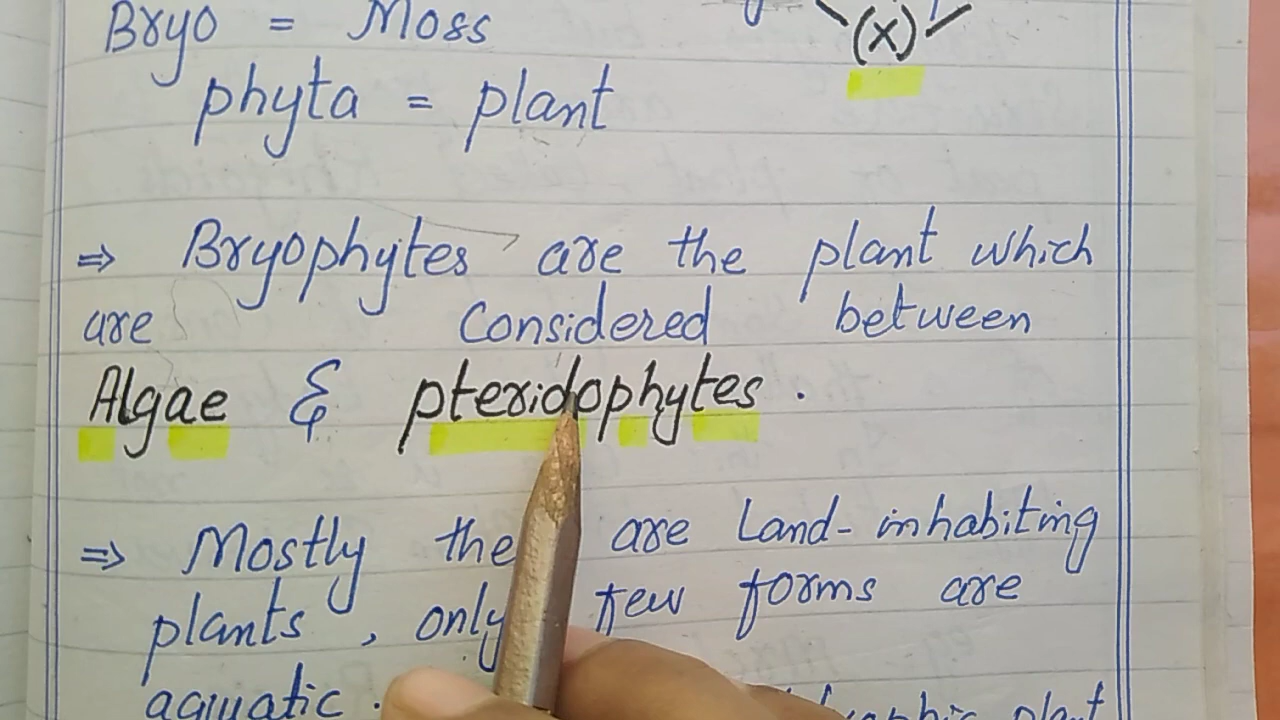 Bryo = Moss
(x)
phyta = plant
⇒ Bryophytes are the plant which
are considered between
Algae & pteridophytes.
⇒ Mostly the are Land-inhabiting
plants, only few forms are
aquatic.
plant